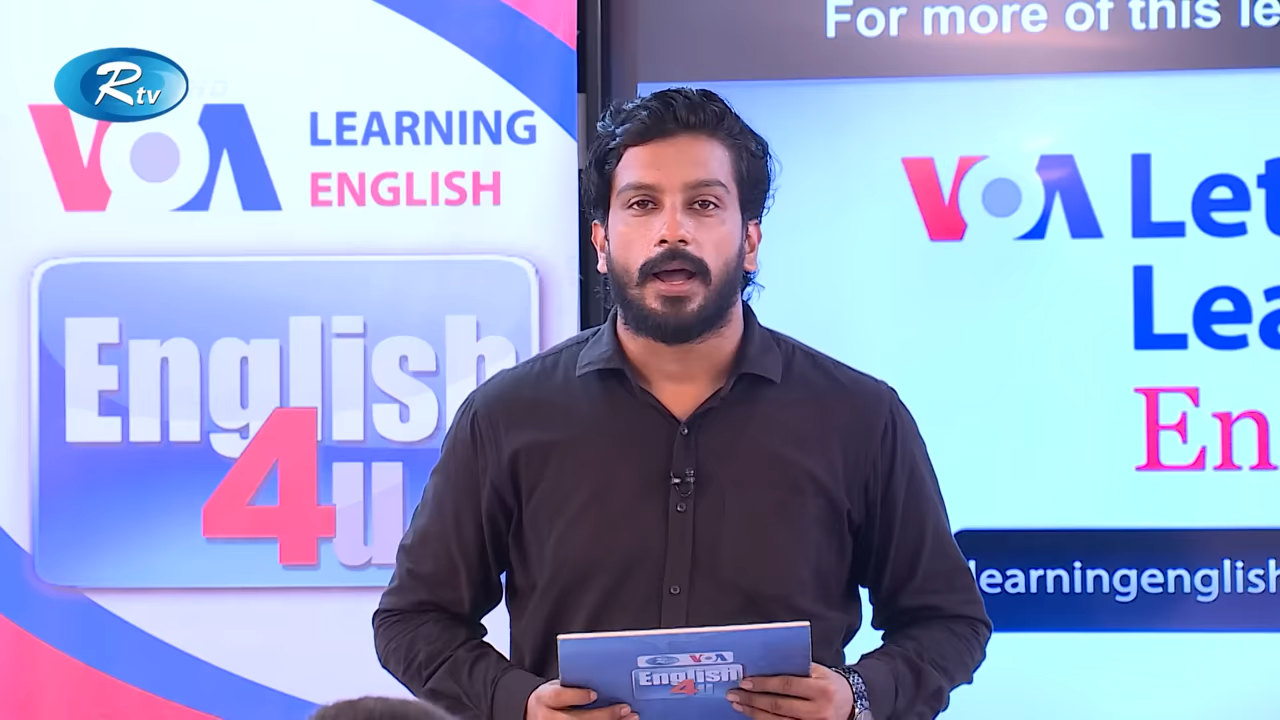 Rtv
VOA
LEARNING
ENGLISH
English
4u
For more of this le
VOA
Let
Lea
En
learningenglish
Rtv VOA
English
4u